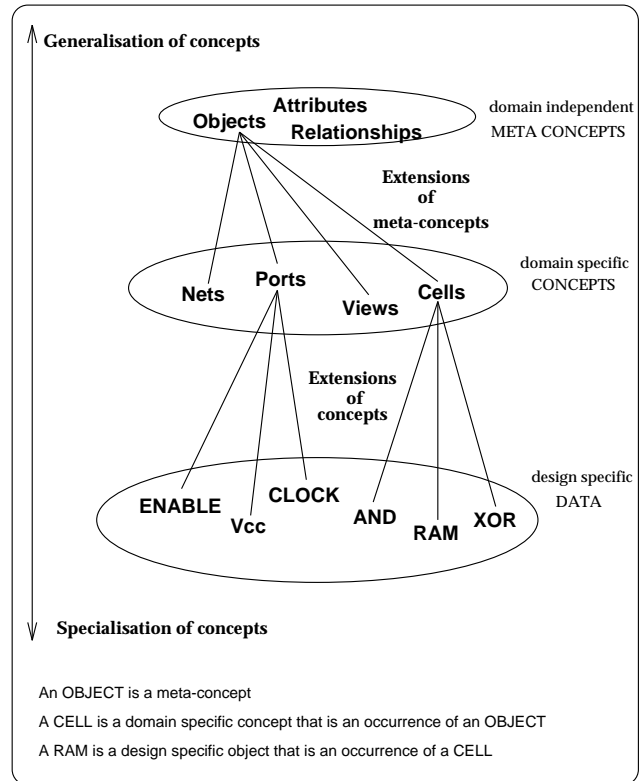 Generalisation of concepts
Attributes
Objects
Relationships
domain independent
META CONCEPTS
Extensions
of
meta-concepts
domain specific
CONCEPTS
Nets
Ports
Views
Cells
Extensions
of
concepts
design specific
DATA
ENABLE
Vcc
CLOCK
AND
RAM
XOR
Specialisation of concepts
An OBJECT is a meta-concept
A CELL is a domain specific concept that is an occurrence of an OBJECT
A RAM is a design specific object that is an occurrence of a CELL